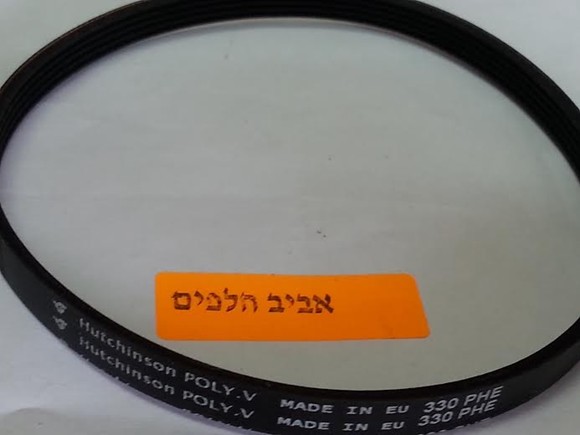 אביב חלפים
Hutchinson POLY.V MADE IN EU 330 PHE
Hutchinson POLY.V MADE IN EU 330 PHE